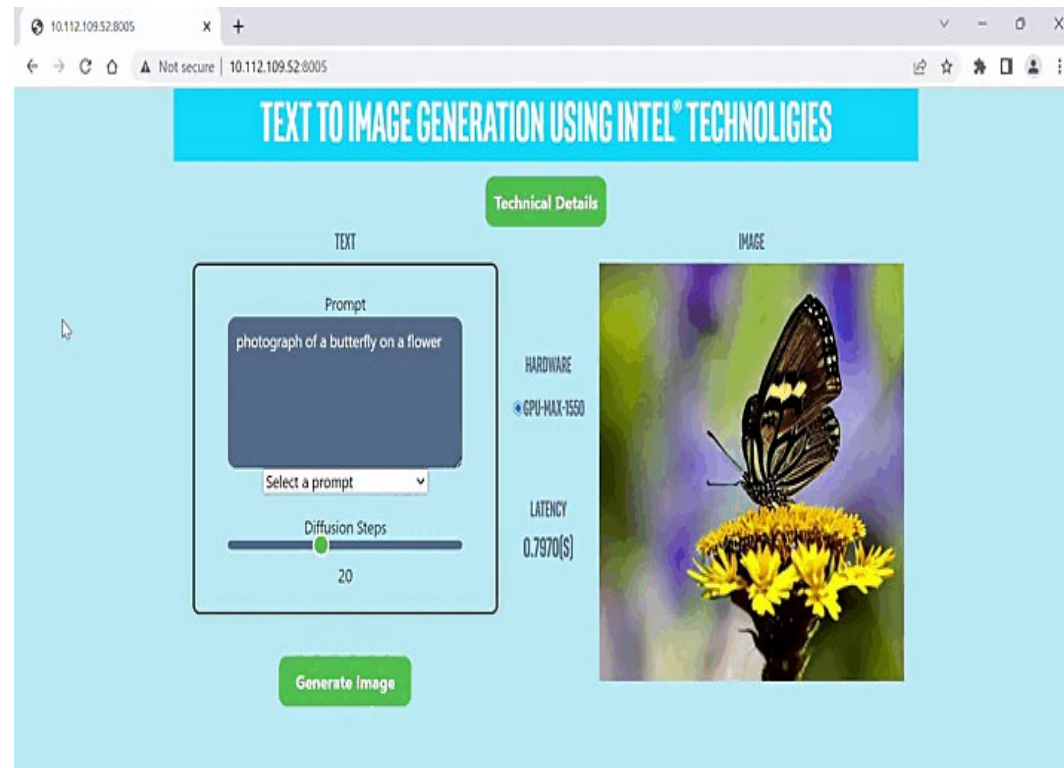 10.112.109.52:8005
Not secure | 10.112.109.52:8005
TEXT TO IMAGE GENERATION USING INTEL® TECHNOLIGIES
Technical Details
TEXT
IMAGE
Prompt
photograph of a butterfly on a flower
Select a prompt
Diffusion Steps
20
HARDWARE
GPU-MAX-1550
LATENCY
0.7970(S)
Generate Image